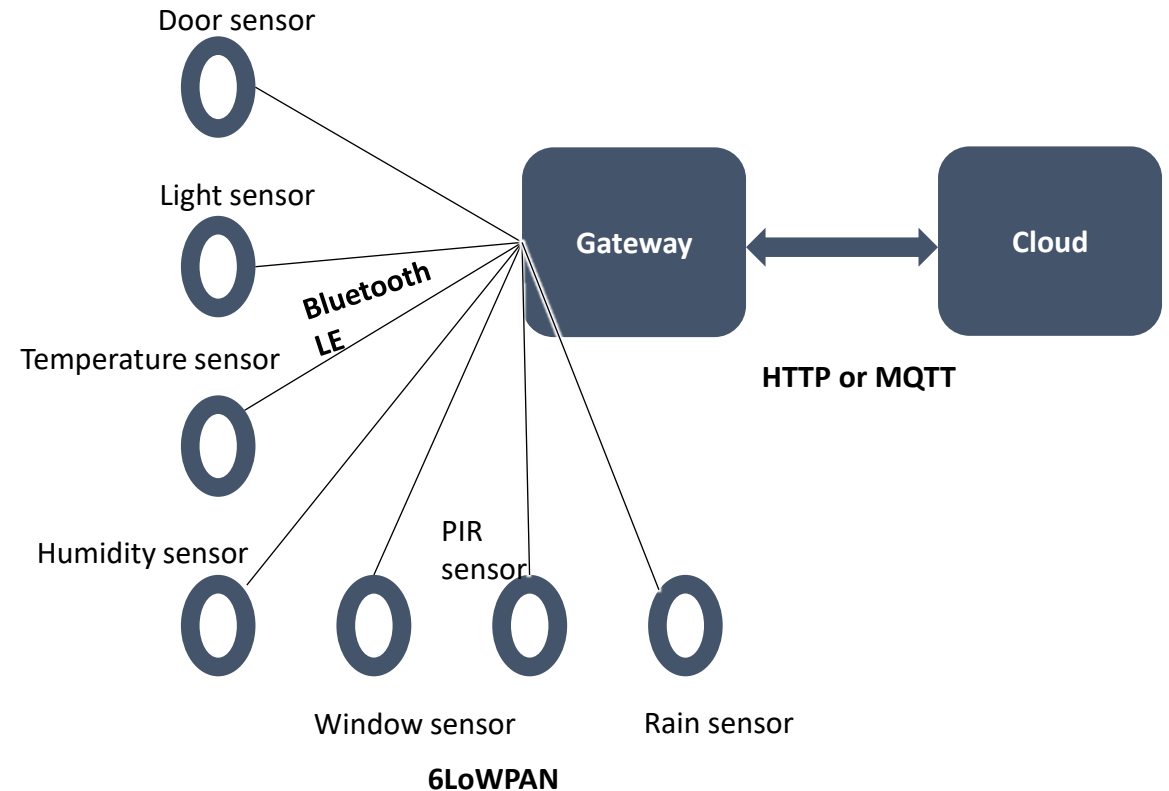 Door sensor
Light sensor
Gateway
Cloud
Bluetooth
LE
Temperature sensor
HTTP or MQTT
PIR
sensor
Humidity sensor
Window sensor
Rain sensor
6LoWPAN